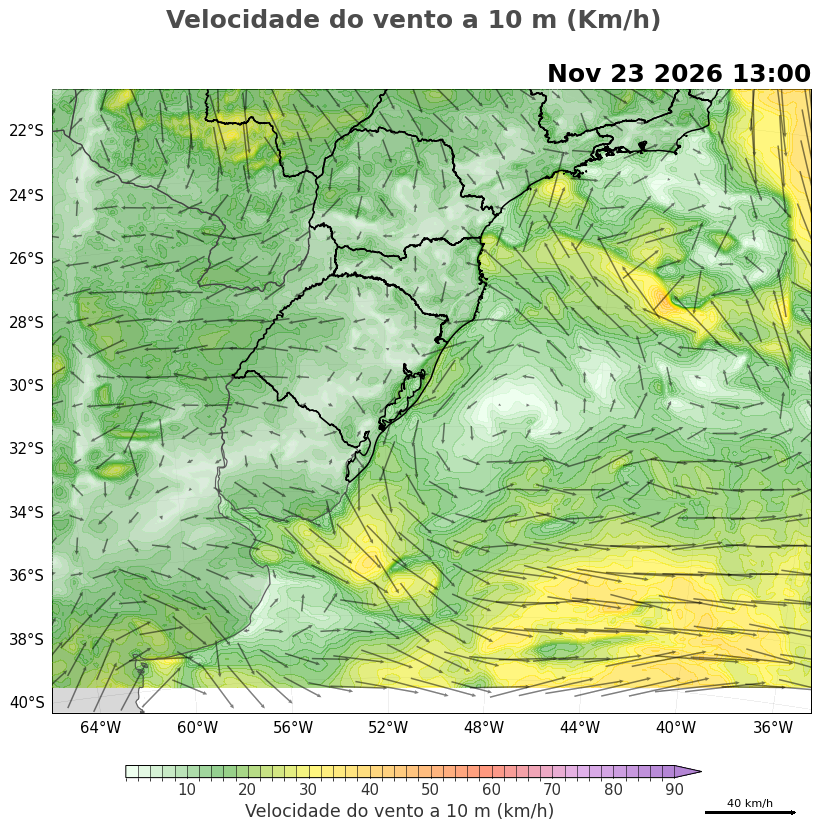 Velocidade do vento a 10 m (Km/h)
Nov 23 2026 13:00
22°S
24°S
26°S
28°S
30°S
32°S
34°S
36°S
38°S
40°S
64°W 60°W 56°W 52°W 48°W 44°W 40°W 36°W
10 20 30 40 50 60 70 80 90
Velocidade do vento a 10 m (km/h)
40 km/h